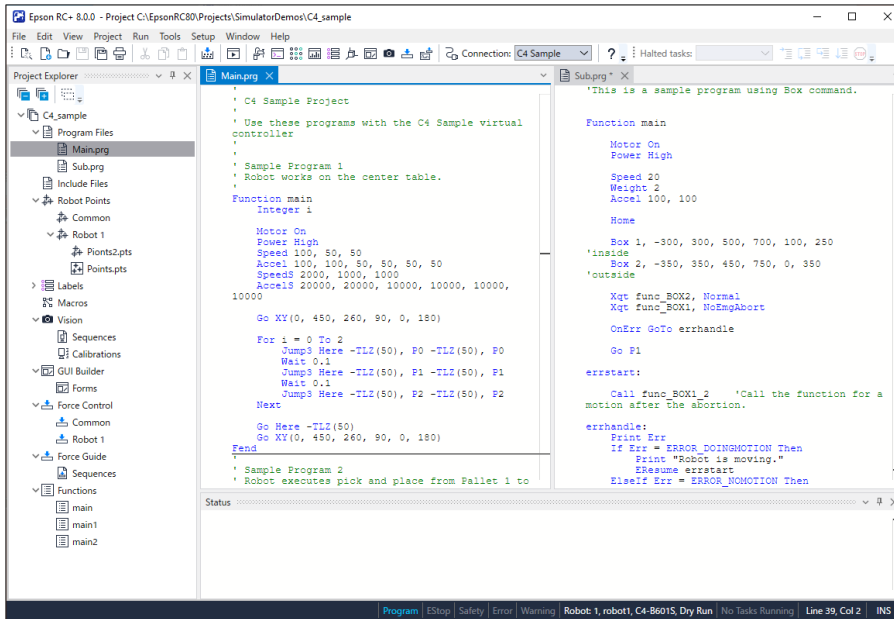 Epson RC+ 8.0.0 - Project C:\EpsonRC80\Projects\SimulatorDemos\C4_sample
File Edit View Project Run Tools Setup Window Help
Connection: C4 Sample ? Halted tasks:
Project Explorer
C4_sample
Program Files
Main.prg
Sub.prg
Include Files
Robot Points
Common
Robot 1
Pionts2.pts
Points.pts
Labels
Macros
Vision
Sequences
Calibrations
GUI Builder
Forms
Force Control
Common
Robot 1
Force Guide
Sequences
Functions
main
main1
main2
Main.prg
'
' C4 Sample Project
'
' Use these programs with the C4 Sample virtual
controller
'
'
' Sample Program 1
' Robot works on the center table.
'
Function main
Integer i
Motor On
Power High
Speed 100, 50, 50
Accel 100, 100, 50, 50, 50, 50
SpeedS 2000, 1000, 1000
AccelS 20000, 20000, 10000, 10000, 10000,
10000
Go XY(0, 450, 260, 90, 0, 180)
For i = 0 To 2
Jump3 Here -TLZ(50), P0 -TLZ(50), P0
Wait 0.1
Jump3 Here -TLZ(50), P1 -TLZ(50), P1
Wait 0.1
Jump3 Here -TLZ(50), P2 -TLZ(50), P2
Next
Go Here -TLZ(50)
Go XY(0, 450, 260, 90, 0, 180)
Fend
'
' Sample Program 2
' Robot executes pick and place from Pallet 1 to
Sub.prg *
'This is a sample program using Box command.
Function main
Motor On
Power High
Speed 20
Weight 2
Accel 100, 100
Home
Box 1, -300, 300, 500, 700, 100, 250
'inside
Box 2, -350, 350, 450, 750, 0, 350
'outside
Xqt func_BOX2, Normal
Xqt func_BOX1, NoEmgAbort
OnErr GoTo errhandle
Go P1
errstart:
Call func_BOX1_2 'Call the function for a
motion after the abortion.
errhandle:
Print Err
If Err = ERROR_DOINGMOTION Then
Print "Robot is moving."
EResume errstart
ElseIf Err = ERROR_NOMOTION Then
Status
Program EStop Safety Error Warning Robot: 1, robot1, C4-B601S, Dry Run No Tasks Running Line 39, Col 2 INS